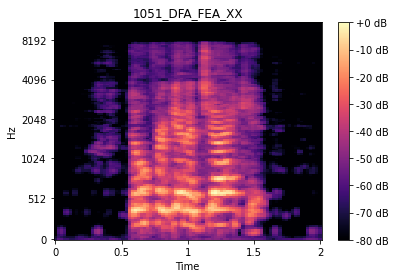 1051_DFA_FEA_XX
+0 dB
8192
-10 dB
4096
-20 dB
-30 dB
2048
Hz
-40 dB
1024
-50 dB
512
-60 dB
-70 dB
0
-80 dB
0
0.5
1
1.5
2
Time